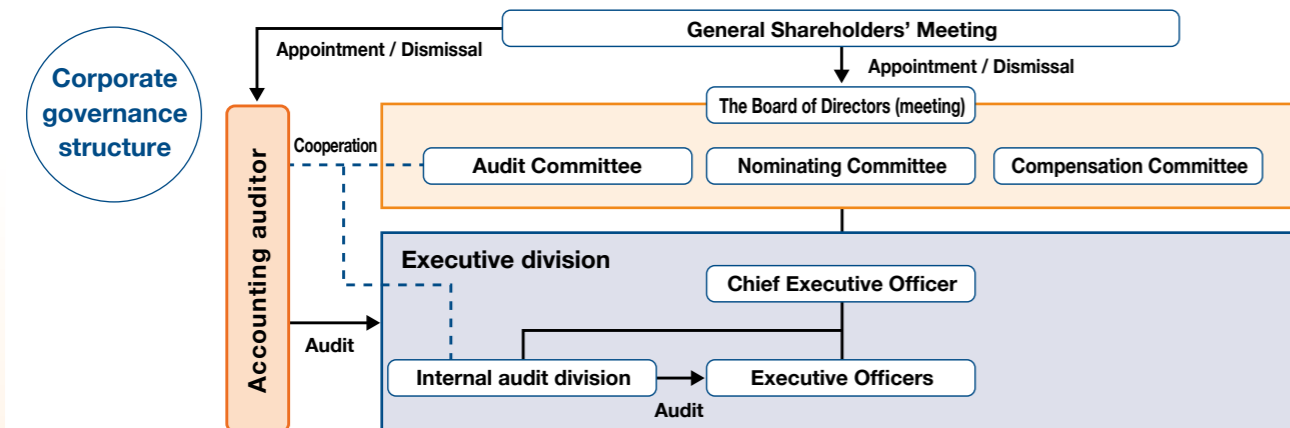 Corporate
governance
structure
General Shareholders’ Meeting
Appointment / Dismissal
Appointment / Dismissal
The Board of Directors (meeting)
Accounting auditor
Cooperation
Audit Committee
Nominating Committee
Compensation Committee
Executive division
Chief Executive Officer
Audit
Internal audit division
Executive Officers
Audit